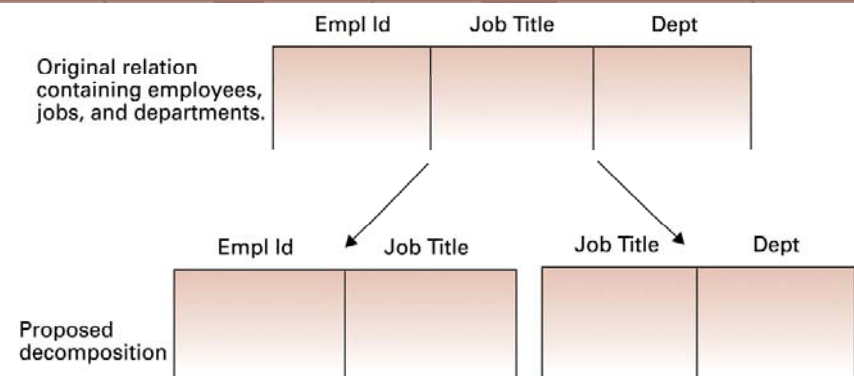 Empl Id Job Title Dept
Original relation
containing employees,
jobs, and departments.
Empl Id Job Title Job Title Dept
Proposed
decomposition